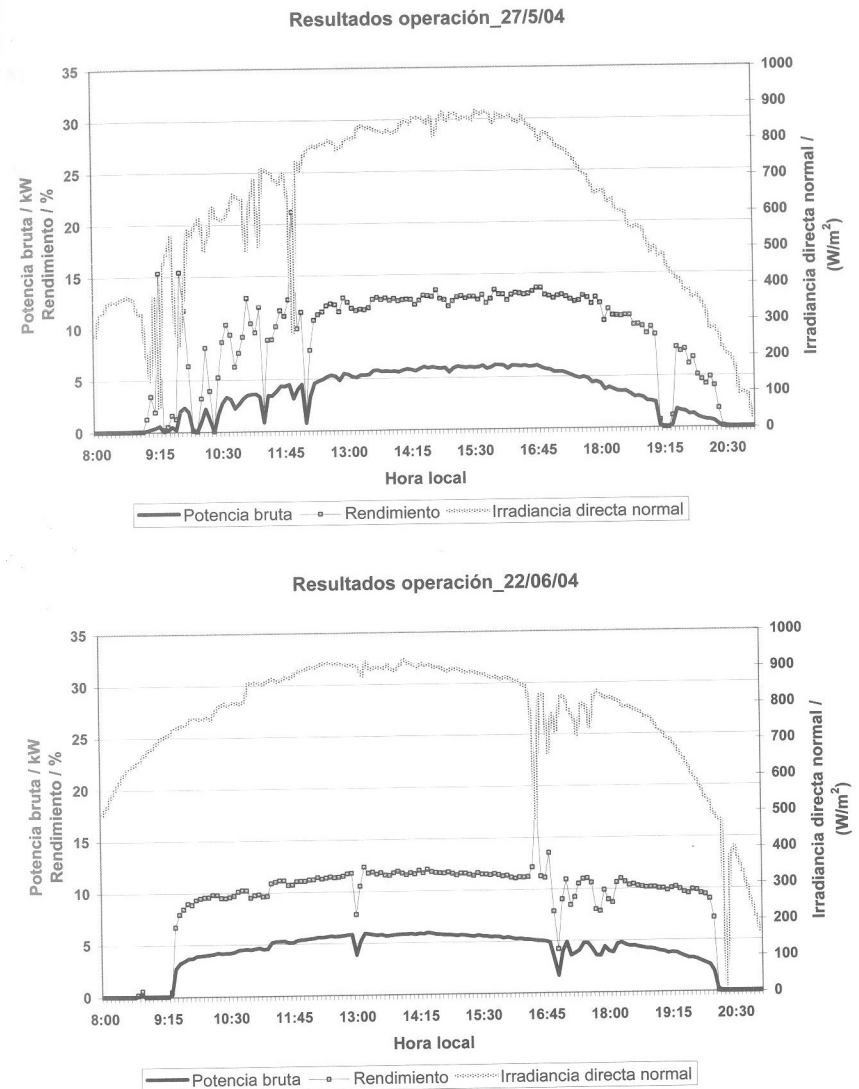 Resultados operación_27/5/04
35
30
25
20
15
10
5
0
Potencia bruta / kW
Rendimiento / %
1000
900
800
700
600
500
400
300
200
100
0
Irradiancia directa normal /
(W/m²)
8:00 9:15 10:30 11:45 13:00 14:15 15:30 16:45 18:00 19:15 20:30
Hora local
Potencia bruta Rendimiento Irradiancia directa normal
Resultados operación_22/06/04
35
30
25
20
15
10
5
0
Potencia bruta / kW
Rendimiento / %
1000
900
800
700
600
500
400
300
200
100
0
Irradiancia directa normal /
(W/m²)
8:00 9:15 10:30 11:45 13:00 14:15 15:30 16:45 18:00 19:15 20:30
Hora local
Potencia bruta Rendimiento Irradiancia directa normal